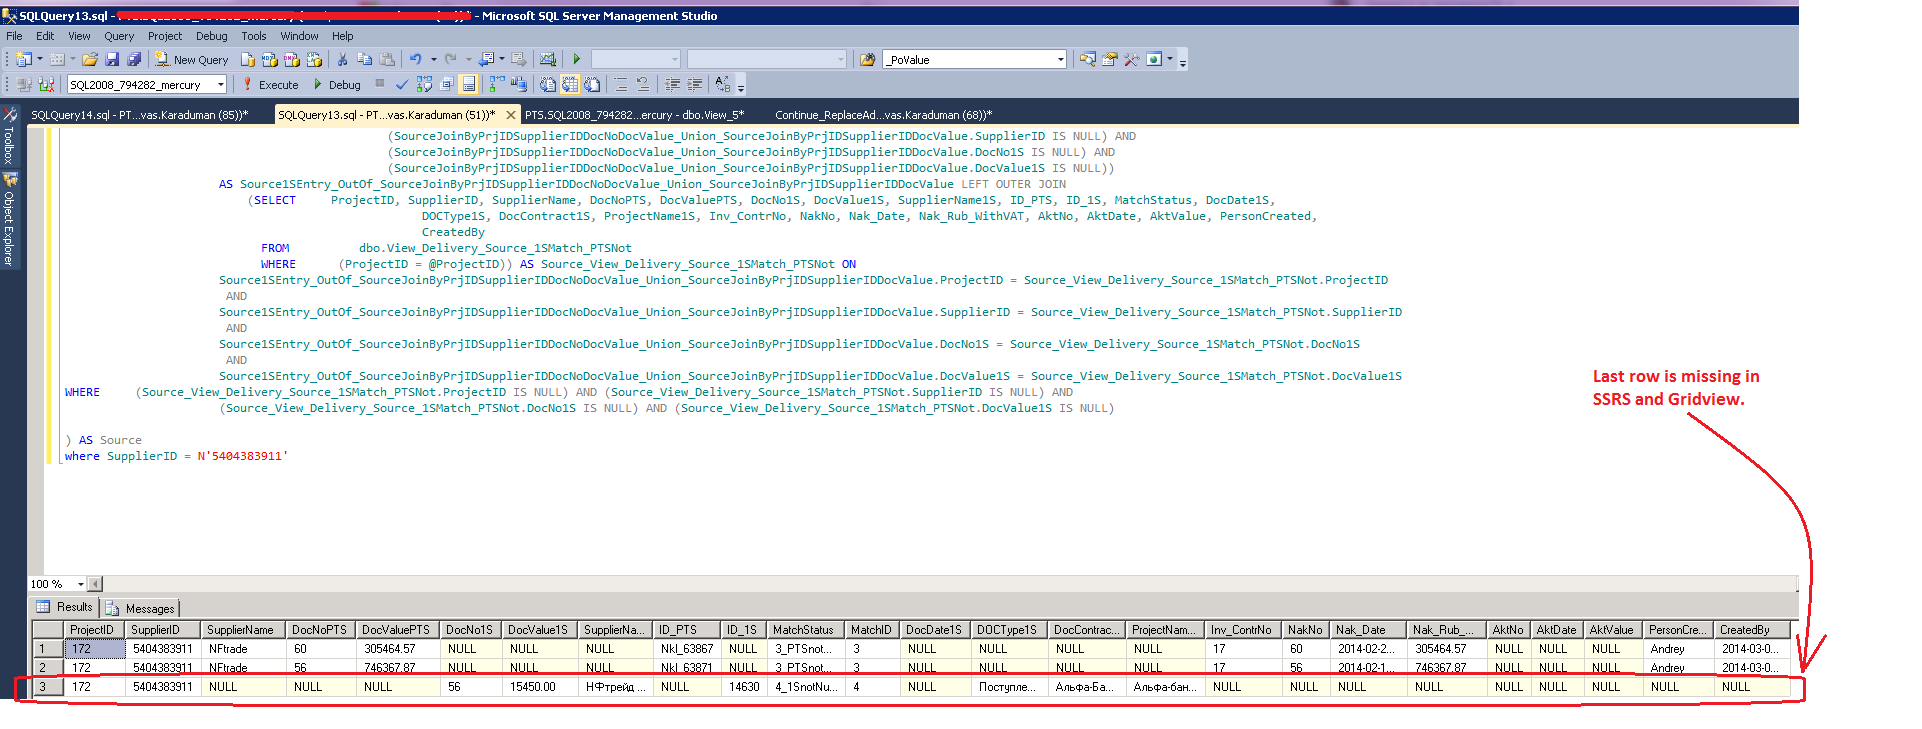 SQLQuery13.sql - - Microsoft SQL Server Management Studio
File Edit View Query Project Debug Tools Window Help
New Query _PoValue
SQL2008_794282_mercury Execute Debug
SQLQuery14.sql - PT...vas.Karaduman (85))* SQLQuery13.sql - PT...vas.Karaduman (51))* PTS.SQL2008_794282...ercury - dbo.View_5* Continue_ReplaceAd...vas.Karaduman (68))*
Toolbox
Object Explorer
(SourceJoinByPrjIDSupplierIDDocNoDocValue_Union_SourceJoinByPrjIDSupplierIDDocValue.SupplierID IS NULL) AND
(SourceJoinByPrjIDSupplierIDDocNoDocValue_Union_SourceJoinByPrjIDSupplierIDDocValue.DocNo1S IS NULL) AND
(SourceJoinByPrjIDSupplierIDDocNoDocValue_Union_SourceJoinByPrjIDSupplierIDDocValue.DocValue1S IS NULL))
AS Source1SEntry_OutOf_SourceJoinByPrjIDSupplierIDDocNoDocValue_Union_SourceJoinByPrjIDSupplierIDDocValue LEFT OUTER JOIN
(SELECT ProjectID, SupplierID, SupplierName, DocNoPTS, DocValuePTS, DocNo1S, DocValue1S, SupplierName1S, ID_PTS, ID_1S, MatchStatus, DocDate1S,
DOCType1S, DocContract1S, ProjectName1S, Inv_ContrNo, NakNo, Nak_Date, Nak_Rub_WithVAT, AktNo, AktDate, AktValue, PersonCreated,
CreatedBy
FROM dbo.View_Delivery_Source_1SMatch_PTSNot
WHERE (ProjectID = @ProjectID)) AS Source_View_Delivery_Source_1SMatch_PTSNot ON
Source1SEntry_OutOf_SourceJoinByPrjIDSupplierIDDocNoDocValue_Union_SourceJoinByPrjIDSupplierIDDocValue.ProjectID = Source_View_Delivery_Source_1SMatch_PTSNot.ProjectID
AND
Source1SEntry_OutOf_SourceJoinByPrjIDSupplierIDDocNoDocValue_Union_SourceJoinByPrjIDSupplierIDDocValue.SupplierID = Source_View_Delivery_Source_1SMatch_PTSNot.SupplierID
AND
Source1SEntry_OutOf_SourceJoinByPrjIDSupplierIDDocNoDocValue_Union_SourceJoinByPrjIDSupplierIDDocValue.DocNo1S = Source_View_Delivery_Source_1SMatch_PTSNot.DocNo1S
AND
Source1SEntry_OutOf_SourceJoinByPrjIDSupplierIDDocNoDocValue_Union_SourceJoinByPrjIDSupplierIDDocValue.DocValue1S = Source_View_Delivery_Source_1SMatch_PTSNot.DocValue1S
WHERE (Source_View_Delivery_Source_1SMatch_PTSNot.ProjectID IS NULL) AND (Source_View_Delivery_Source_1SMatch_PTSNot.SupplierID IS NULL) AND
(Source_View_Delivery_Source_1SMatch_PTSNot.DocNo1S IS NULL) AND (Source_View_Delivery_Source_1SMatch_PTSNot.DocValue1S IS NULL)
) AS Source
where SupplierID = N'5404383911'
Last row is missing in
SSRS and Gridview.
100 %
Results Messages
ProjectID SupplierID SupplierName DocNoPTS DocValuePTS DocNo1S DocValue1S SupplierNa... ID_PTS ID_1S MatchStatus MatchID DocDate1S DOCType1S DocContrac... ProjectNam... Inv_ContrNo NakNo Nak_Date Nak_Rub_... AktNo AktDate AktValue PersonCre... CreatedBy
1 172 5404383911 NFtrade 60 305464.57 NULL NULL NULL Nkl_63867 NULL 3_PTSnot... 3 NULL NULL NULL NULL 17 60 2014-02-2... 305464.57 NULL NULL NULL Andrey 2014-03-0...
2 172 5404383911 NFtrade 56 746367.87 NULL NULL NULL Nkl_63871 NULL 3_PTSnot... 3 NULL NULL NULL NULL 17 56 2014-02-1... 746367.87 NULL NULL NULL Andrey 2014-03-0...
3 172 5404383911 NULL NULL NULL 56 15450.00 НФтрейд ... NULL 14630 4_1SnotNu... 4 NULL Поступле... Альфа-Ба... Альфа-бан... NULL NULL NULL NULL NULL NULL NULL NULL NULL